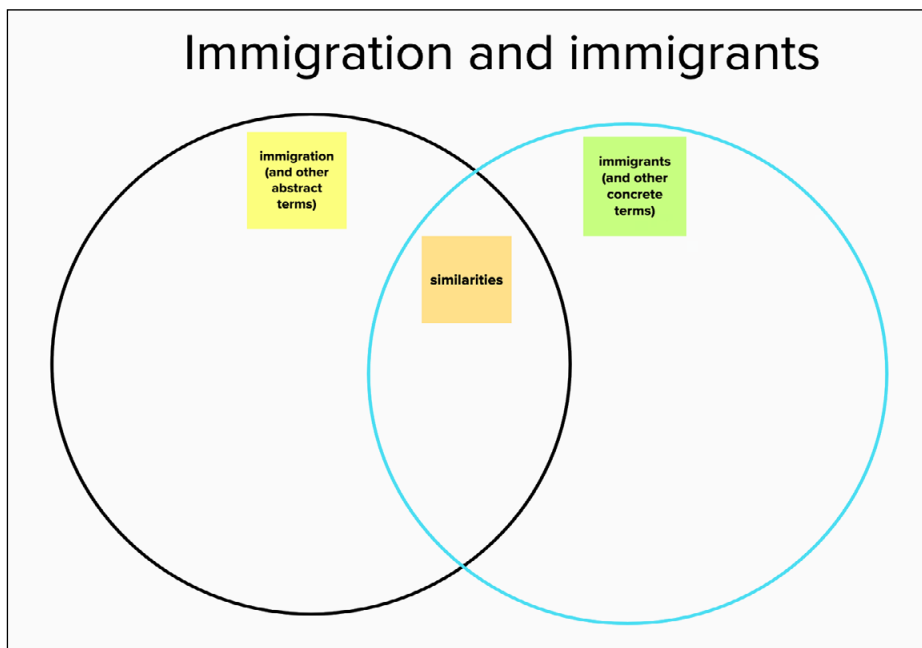 Immigration and immigrants
immigration
(and other
abstract
terms)
similarities
immigrants
(and other
concrete
terms)